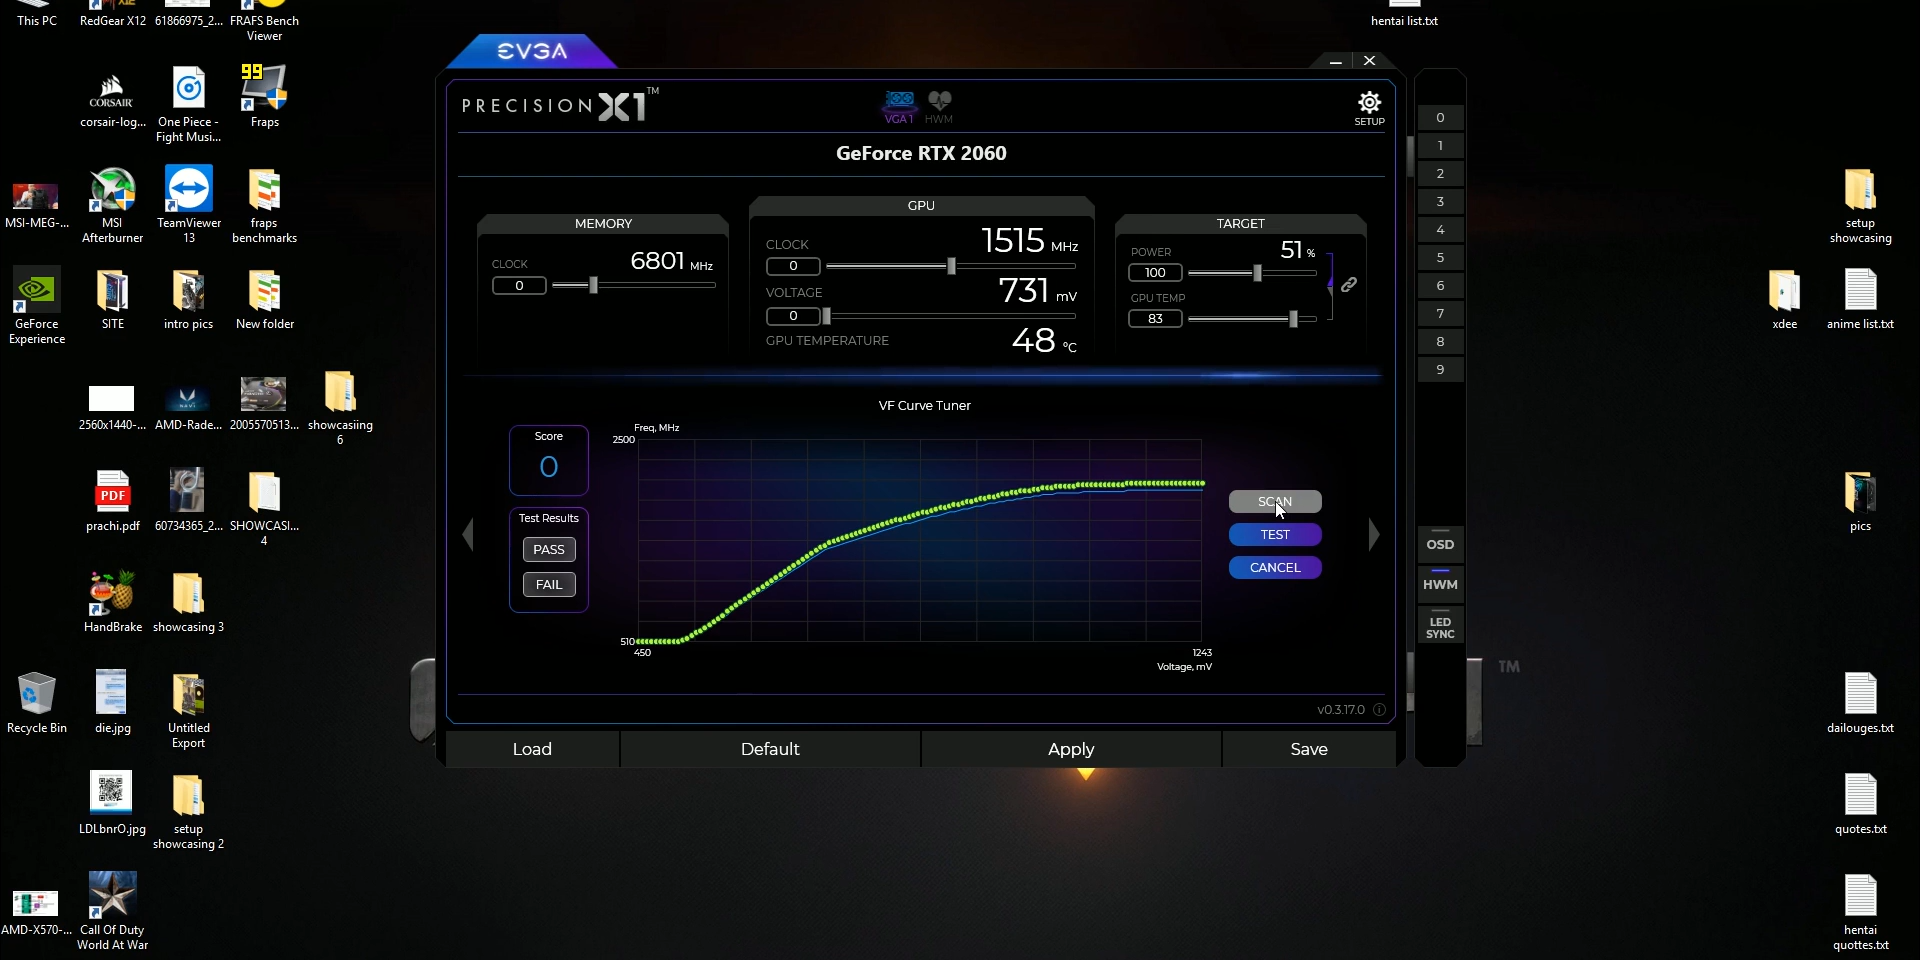 This PC
RedGear X12
61866975_2...
FRAFS Bench
Viewer
hentai list.txt
CORSAIR
corsair-log...
One Piece -
Fight Musi...
99
Fraps
MSI-MEG-...
MSI
Afterburner
TeamViewer
13
fraps
benchmarks
GeForce
Experience
SITE
intro pics
New folder
NAVI
2560x1440-...
AMD-Rade...
2005570513...
showcasiing
6
PDF
prachi.pdf
60734365_2...
SHOWCASI...
4
HandBrake
showcasing 3
Recycle Bin
die.jpg
Untitled
Export
LDLbnrO.jpg
setup
showcasing 2
AMD-X570-...
Call Of Duty
World At War
EVGA
PRECISION X1™
VGA 1
HWM
SETUP
GeForce RTX 2060
MEMORY
CLOCK
6801 MHz
0
GPU
CLOCK
1515 MHz
0
VOLTAGE
731 mV
0
GPU TEMPERATURE
48 °C
TARGET
POWER
51 %
100
GPU TEMP
83
VF Curve Tuner
Score
0
Test Results
PASS
FAIL
Freq, MHz
2500
510
450
1243
Voltage, mV
SCAN
TEST
CANCEL
v0.3.17.0
Load
Default
Apply
Save
0
1
2
3
4
5
6
7
8
9
OSD
HWM
LED
SYNC
TM
setup
showcasing
xdee
anime list.txt
pics
dailouges.txt
quotes.txt
hentai
quottes.txt